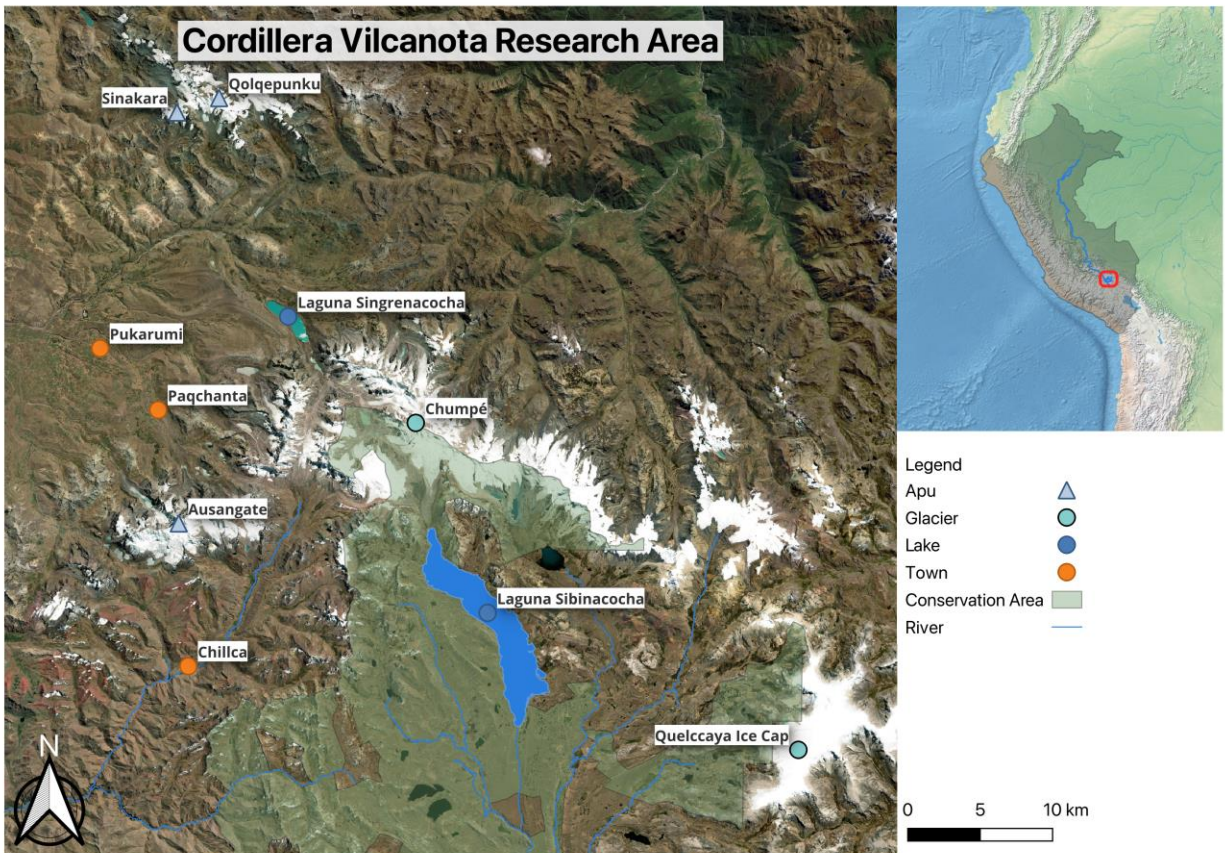 Cordillera Vilcanota Research Area
Qolqepunku
Sinakara
Laguna Singrenacocha
Pukarumi
Paqchanta
Chumpé
Ausangate
Laguna Sibinacocha
Chillca
Quelccaya Ice Cap
N
Legend
Apu
Glacier
Lake
Town
Conservation Area
River
0 5 10 km